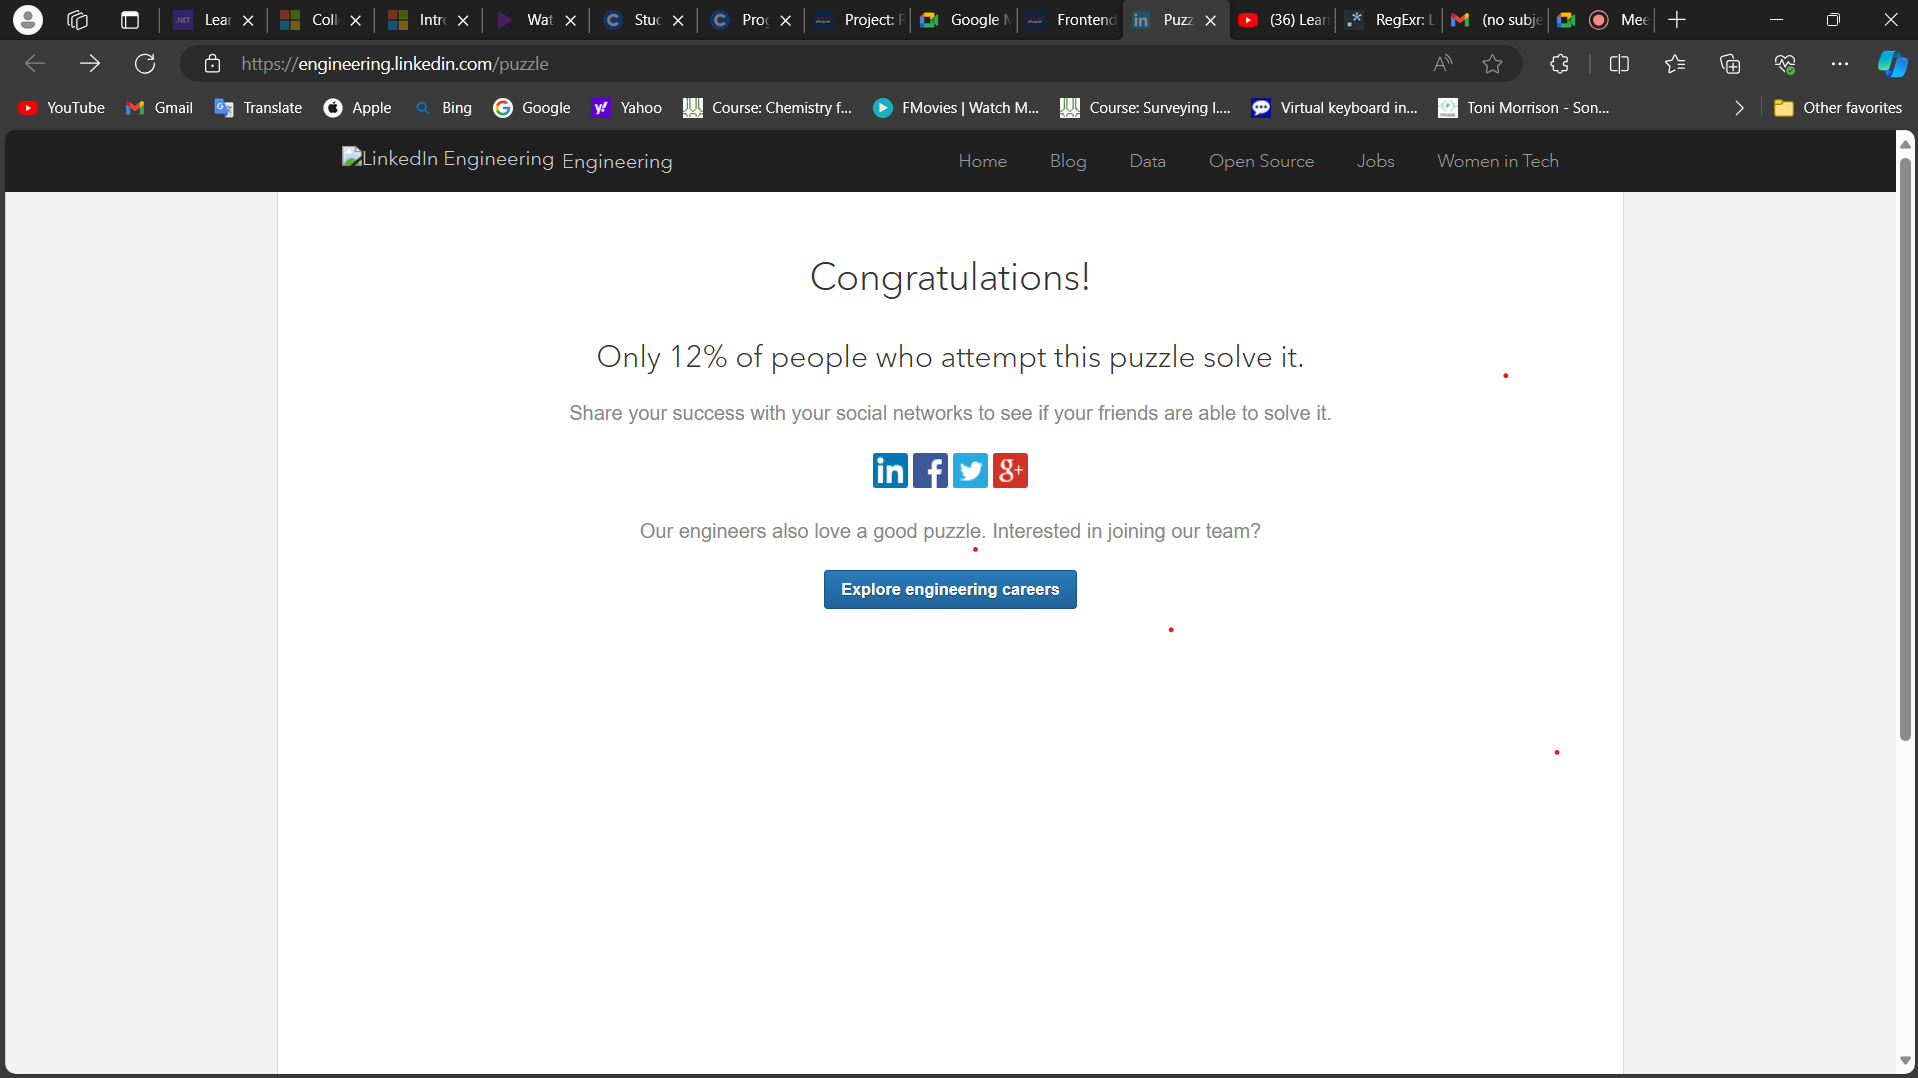 Lear
Coll
Intro
Wat
Stud
Prog
Project: R
Google M
Frontend
Puzz
(36) Lear
RegExr: L
(no subje
Mee
https://engineering.linkedin.com/puzzle
YouTube
Gmail
Translate
Apple
Bing
Google
Yahoo
Course: Chemistry f...
FMovies | Watch M...
Course: Surveying I....
Virtual keyboard in...
Toni Morrison - Son...
Other favorites
LinkedIn Engineering Engineering
Home
Blog
Data
Open Source
Jobs
Women in Tech
Congratulations!
Only 12% of people who attempt this puzzle solve it.
Share your success with your social networks to see if your friends are able to solve it.
in f g+
Our engineers also love a good puzzle. Interested in joining our team?
Explore engineering careers